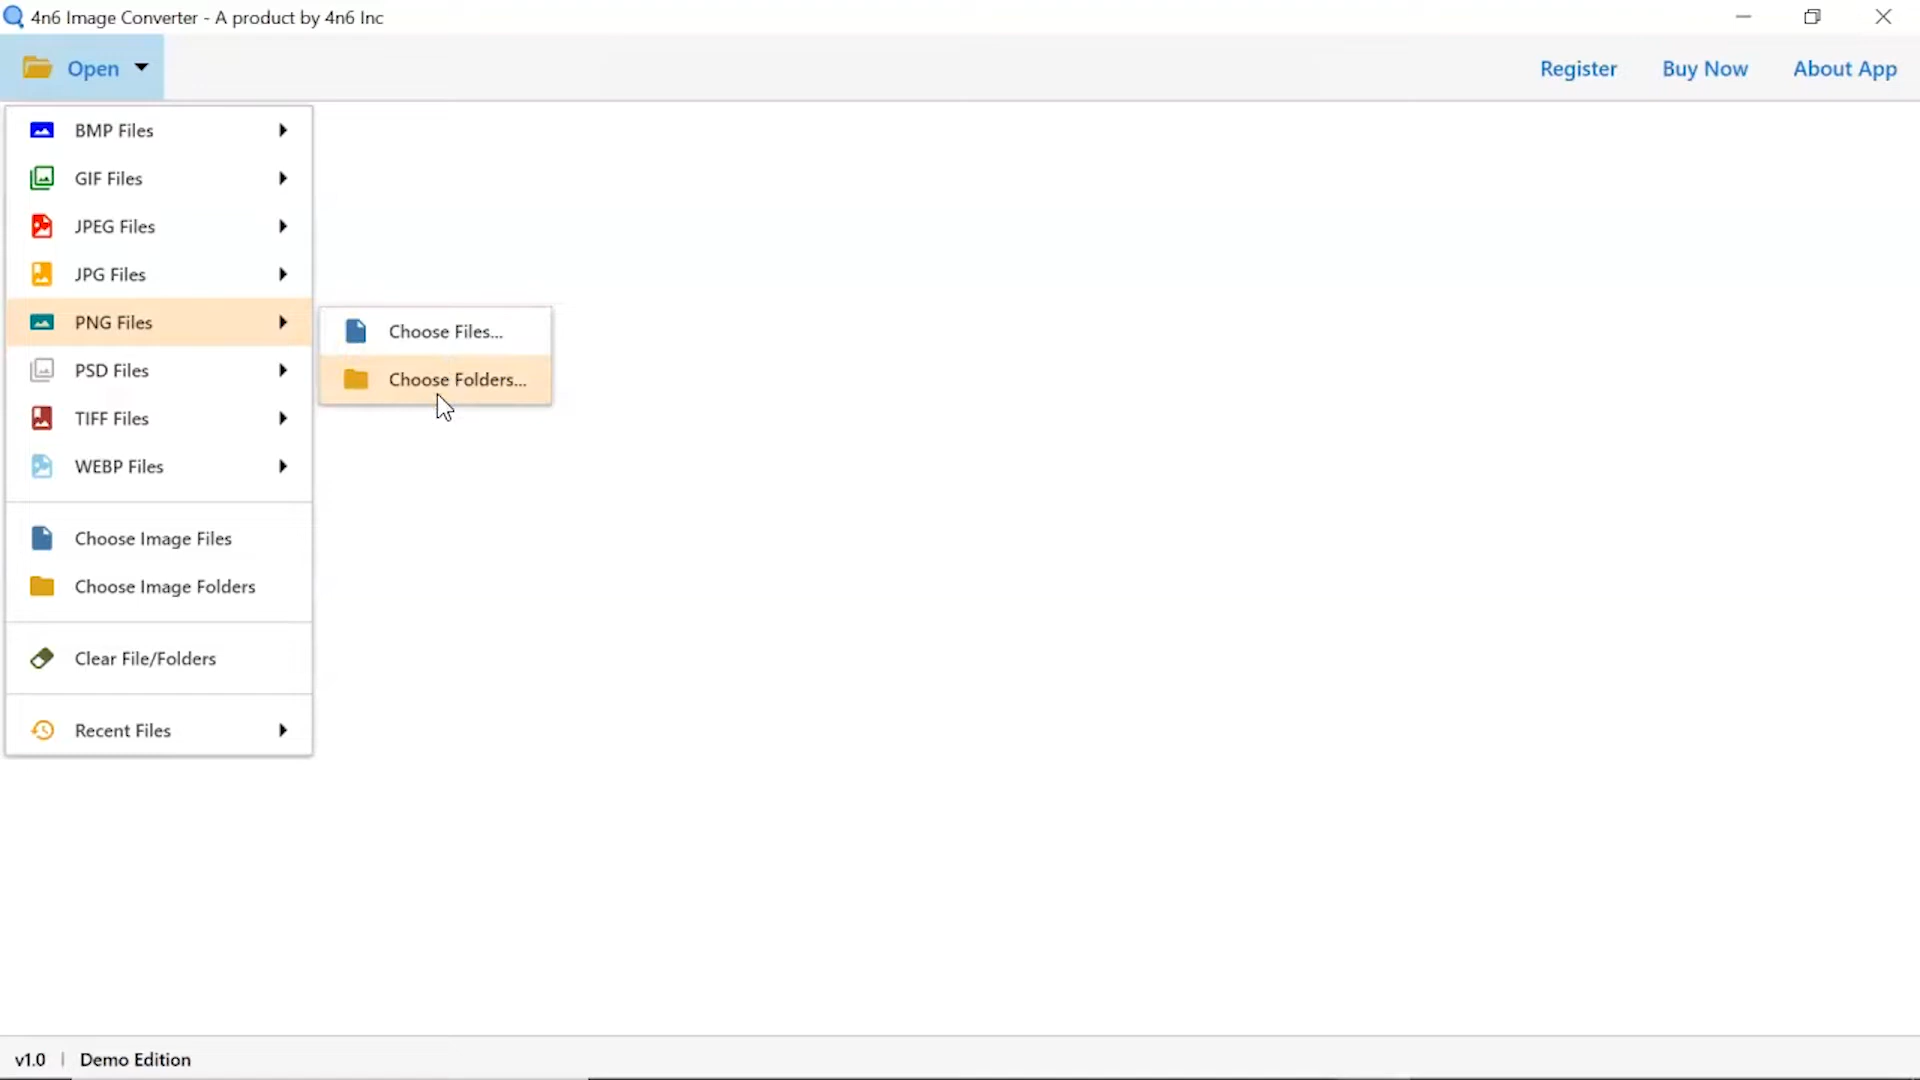 4n6 Image Converter - A product by 4n6 Inc
Open
Register
Buy Now
About App
BMP Files
GIF Files
JPEG Files
JPG Files
PNG Files
Choose Files...
Choose Folders...
PSD Files
TIFF Files
WEBP Files
Choose Image Files
Choose Image Folders
Clear File/Folders
Recent Files
v1.0 | Demo Edition